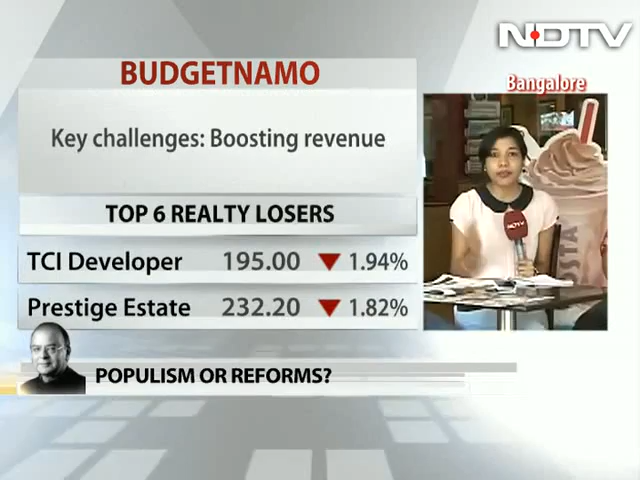 NDTV
BUDGETNAMO
Bangalore
Key challenges: Boosting revenue
TOP 6 REALTY LOSERS
TCI Developer 195.00 ▼ 1.94%
Prestige Estate 232.20 ▼ 1.82%
POPULISM OR REFORMS?
NDTV